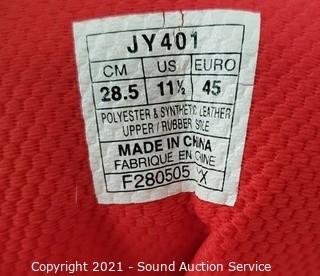 JY401
CM US EURO
28.5 11½ 45
POLYESTER & SYNTHETIC LEATHER
UPPER / RUBBER SOLE
MADE IN CHINA
FABRIQUE EN CHINE
F280505 X
Copyright © 2021 - Sound Auction Service